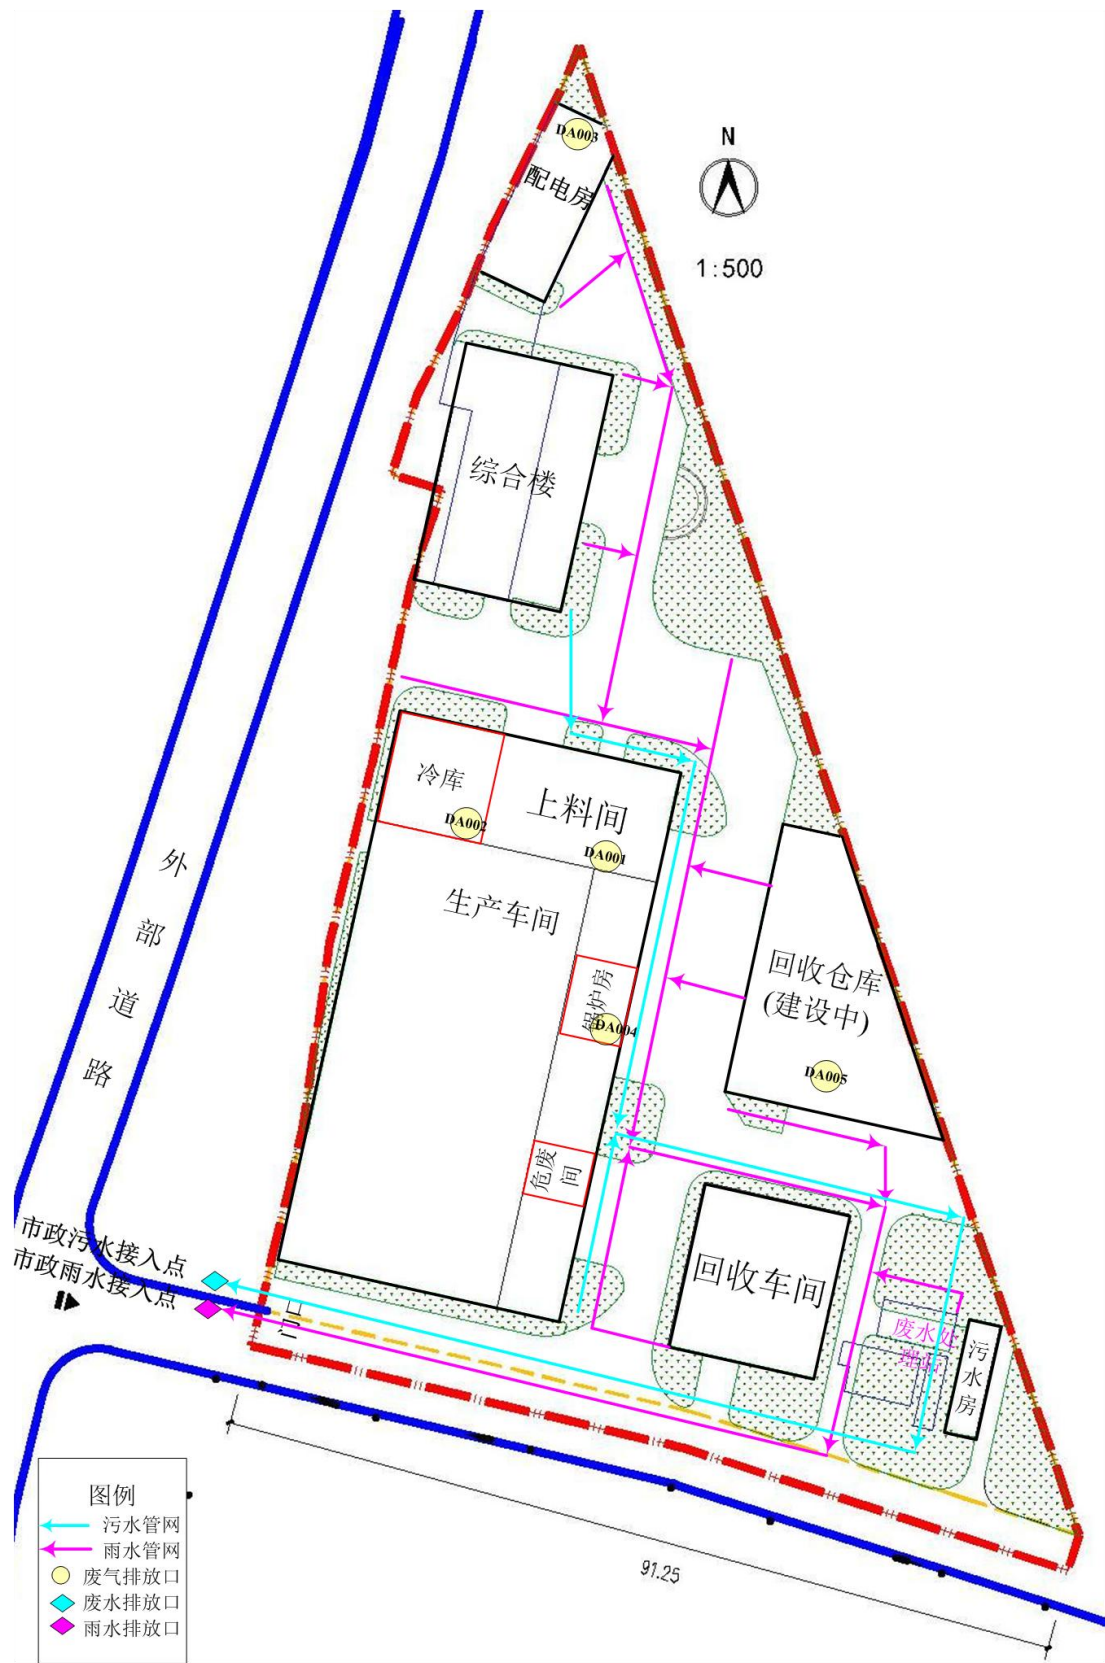 N
1:500
DA003
配电房
综合楼
冷库
DA002
上料间
DA001
生产车间
外
部
道
路
锅炉房
DA004
回收仓库
(建设中)
DA005
危废
间
市政污水接入点
市政雨水接入点
门口
回收车间
废水处
理站
污
水
房
91.25
图例
污水管网
雨水管网
废气排放口
废水排放口
雨水排放口